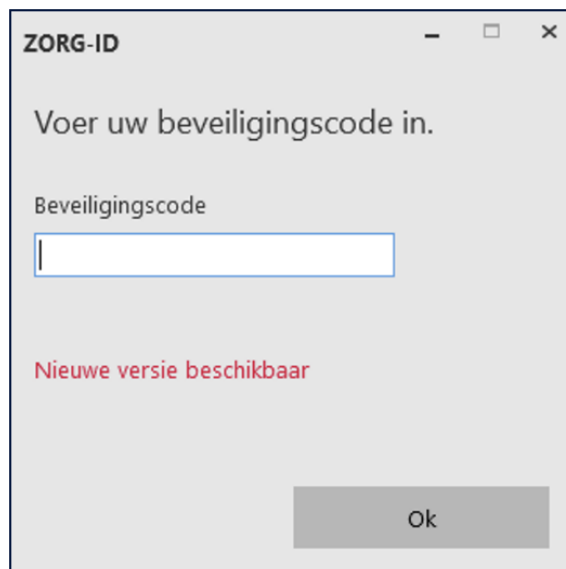 ZORG-ID
Voer uw beveiligingscode in.
Beveiligingscode
Nieuwe versie beschikbaar
Ok